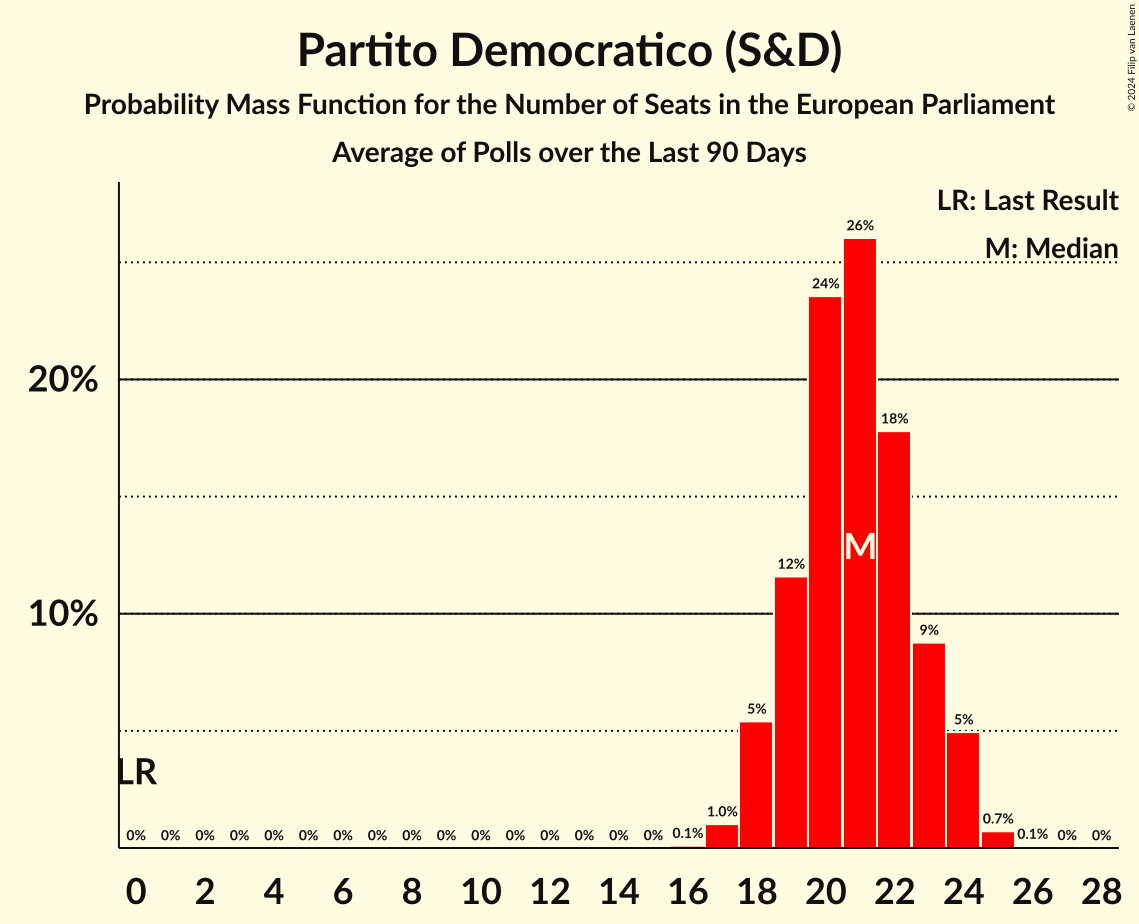 Partito Democratico (S&D)
Probability Mass Function for the Number of Seats in the European Parliament
Average of Polls over the Last 90 Days
© 2024 Filip van Laenen
LR: Last Result
M: Median
26%
24%
20%
18%
M
12%
10%
9%
5%
5%
LR
0% 0% 0% 0% 0% 0% 0% 0% 0% 0% 0% 0% 0% 0% 0% 0% 0.1% 1.0% 0.7% 0.1% 0% 0%
0 2 4 6 8 10 12 14 16 18 20 22 24 26 28